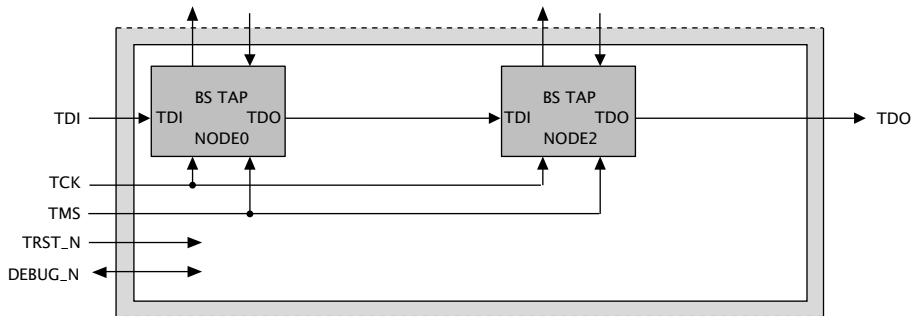 BS TAP
BS TAP
TDI
TDI
TDO
TDI
TDO
TDO
NODE0
NODE2
TCK
TMS
TRST_N
DEBUG_N